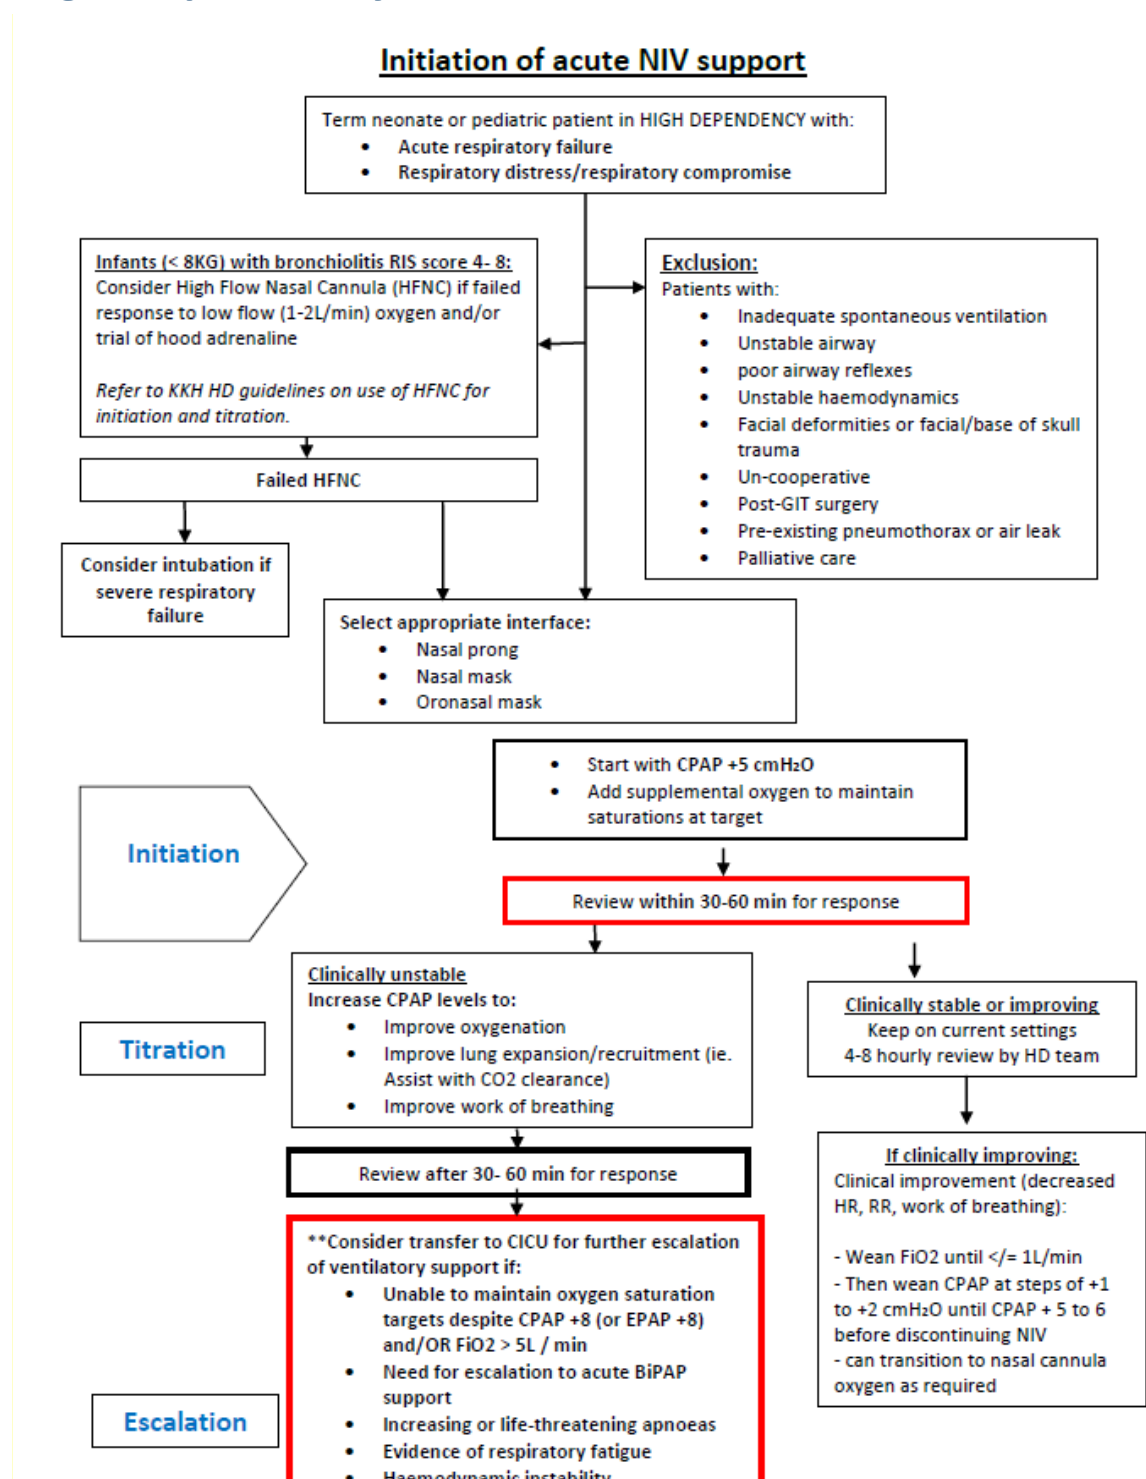 Initiation of acute NIV support
Term neonate or pediatric patient in HIGH DEPENDENCY with:
• Acute respiratory failure
• Respiratory distress/respiratory compromise
Infants (< 8KG) with bronchiolitis RIS score 4- 8:
Consider High Flow Nasal Cannula (HFNC) if failed
response to low flow (1-2L/min) oxygen and/or
trial of hood adrenaline
Refer to KKH HD guidelines on use of HFNC for
initiation and titration.
Exclusion:
Patients with:
• Inadequate spontaneous ventilation
• Unstable airway
• poor airway reflexes
• Unstable haemodynamics
• Facial deformities or facial/base of skull
trauma
• Un-cooperative
• Post-GIT surgery
• Pre-existing pneumothorax or air leak
• Palliative care
Failed HFNC
Consider intubation if
severe respiratory
failure
Select appropriate interface:
• Nasal prong
• Nasal mask
• Oronasal mask
• Start with CPAP +5 cmH₂O
• Add supplemental oxygen to maintain
saturations at target
Initiation
Review within 30-60 min for response
Clinically unstable
Increase CPAP levels to:
• Improve oxygenation
• Improve lung expansion/recruitment (ie.
Assist with CO2 clearance)
• Improve work of breathing
Titration
Clinically stable or improving
Keep on current settings
4-8 hourly review by HD team
Review after 30- 60 min for response
If clinically improving:
Clinical improvement (decreased
HR, RR, work of breathing):
- Wean FiO2 until </= 1L/min
- Then wean CPAP at steps of +1
to +2 cmH₂O until CPAP + 5 to 6
before discontinuing NIV
- can transition to nasal cannula
oxygen as required
**Consider transfer to CICU for further escalation
of ventilatory support if:
• Unable to maintain oxygen saturation
targets despite CPAP +8 (or EPAP +8)
and/OR FiO2 > 5L / min
• Need for escalation to acute BiPAP
support
• Increasing or life-threatening apnoeas
• Evidence of respiratory fatigue
• Haemodynamic instability
Escalation